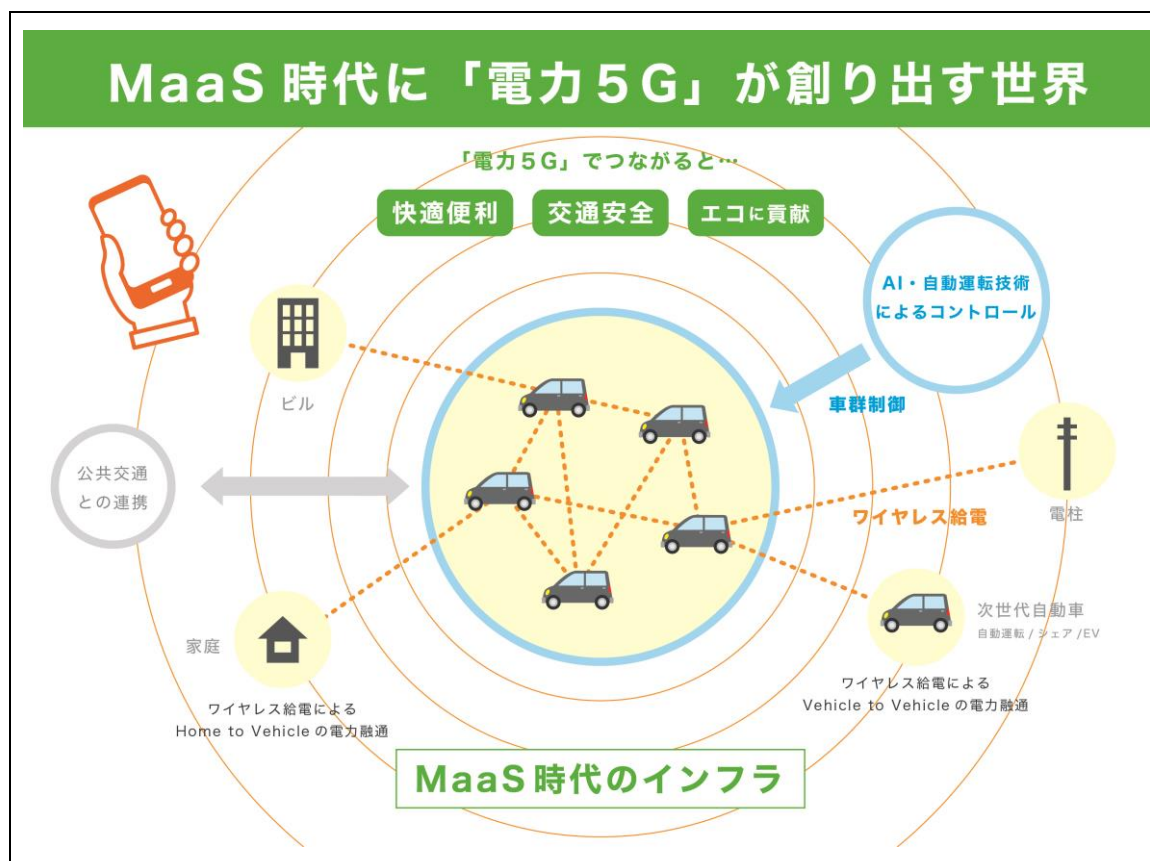 MaaS 時代に「電力5G」が創り出す世界
「電力5G」でつながると…
快適便利
交通安全
エコに貢献
AI・自動運転技術
によるコントロール
車群制御
ビル
公共交通
との連携
ワイヤレス給電
電柱
家庭
次世代自動車
自動運転/シェア/EV
ワイヤレス給電による
Home to Vehicle の電力融通
ワイヤレス給電による
Vehicle to Vehicle の電力融通
MaaS 時代のインフラ